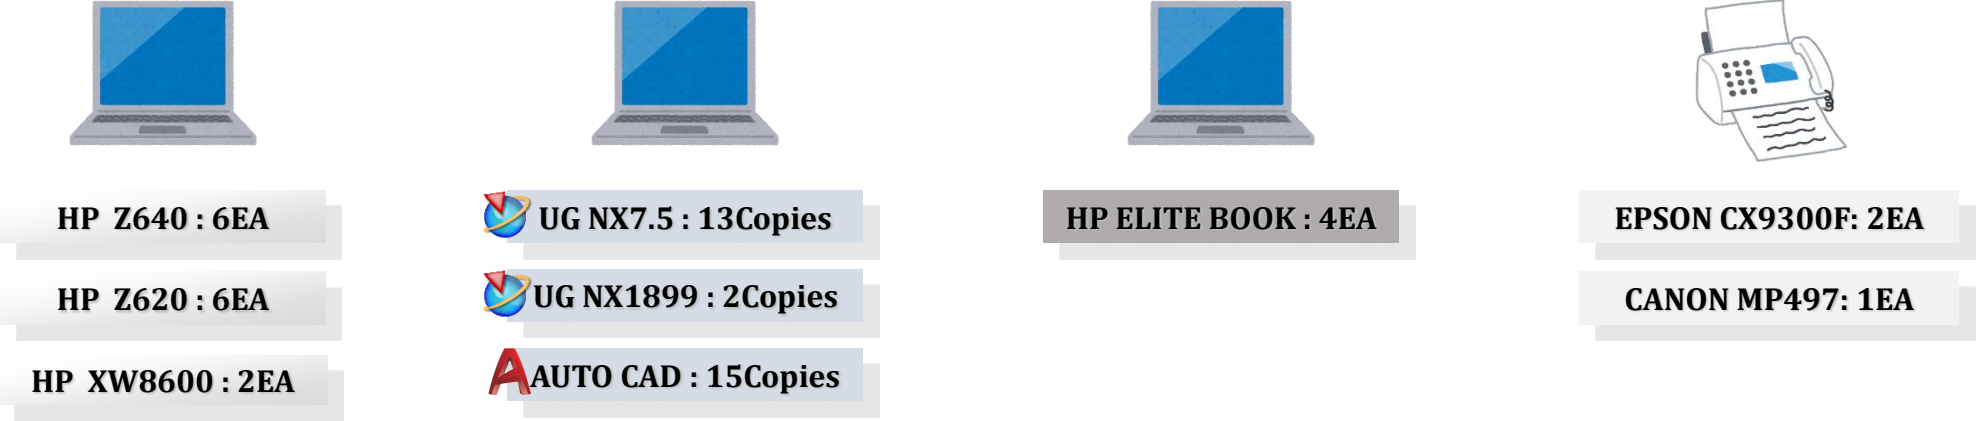 HP Z640 : 6EA
HP Z620 : 6EA
HP XW8600 : 2EA
UG NX7.5 : 13Copies
UG NX1899 : 2Copies
AUTO CAD : 15Copies
HP ELITE BOOK : 4EA
EPSON CX9300F: 2EA
CANON MP497: 1EA